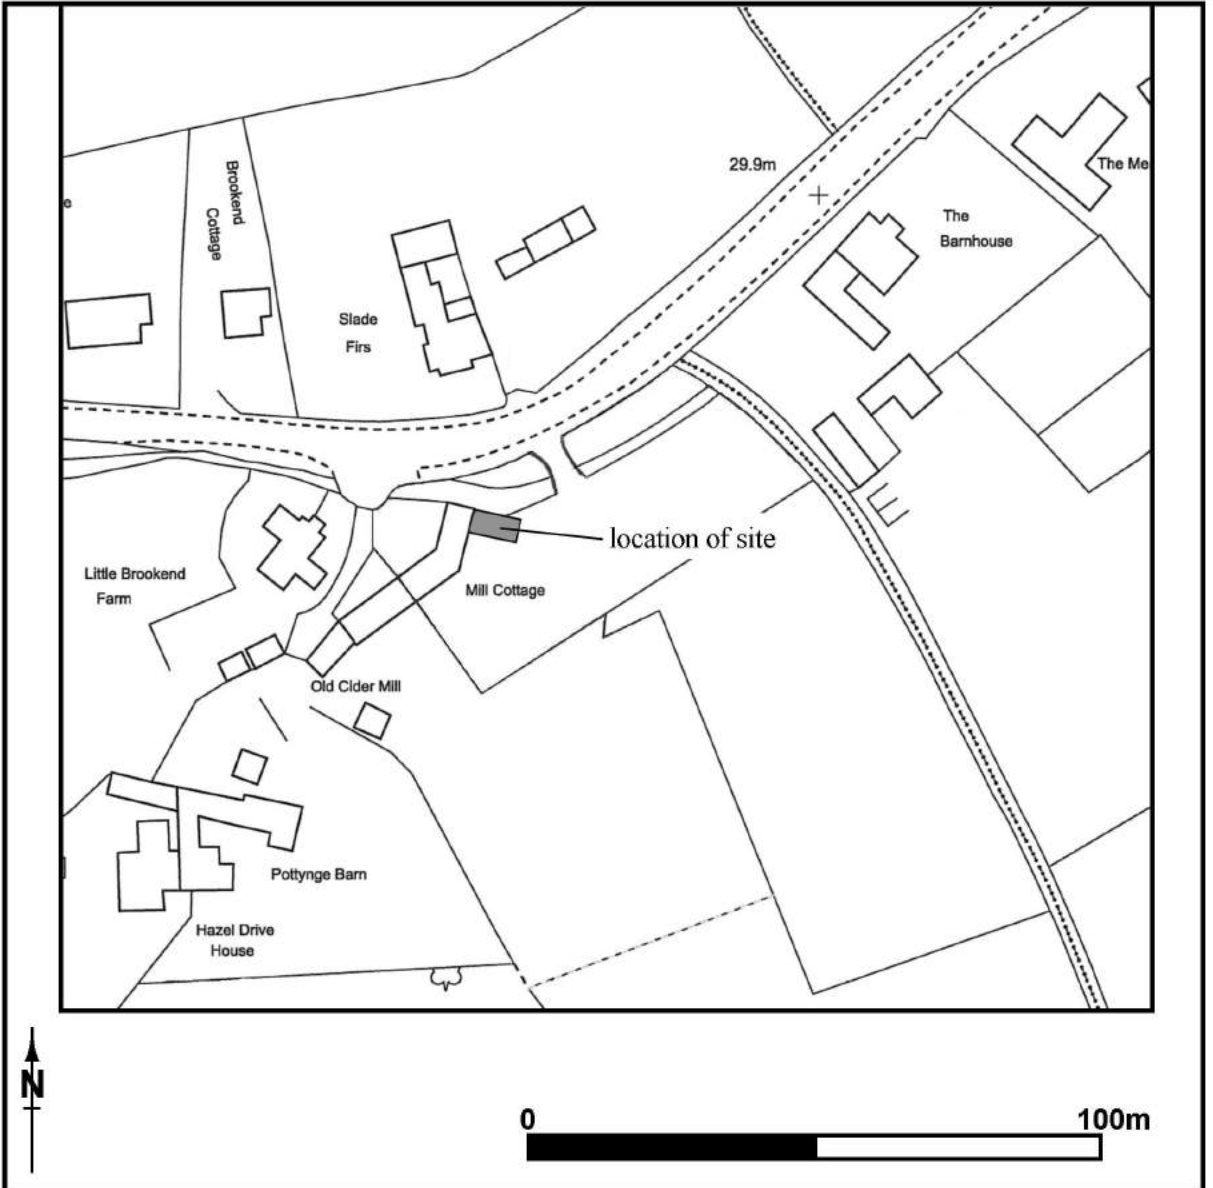 29.9m
The Me
e
Brookend
Cottage
The
Barnhouse
Slade
Firs
location of site
Little Brookend
Farm
Mill Cottage
Old Cider Mill
Pottynge Barn
Hazel Drive
House
N
0 100m